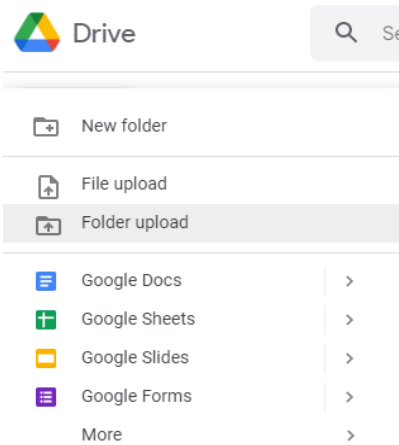 Drive
New folder
File upload
Folder upload
Google Docs
Google Sheets
Google Slides
Google Forms
More